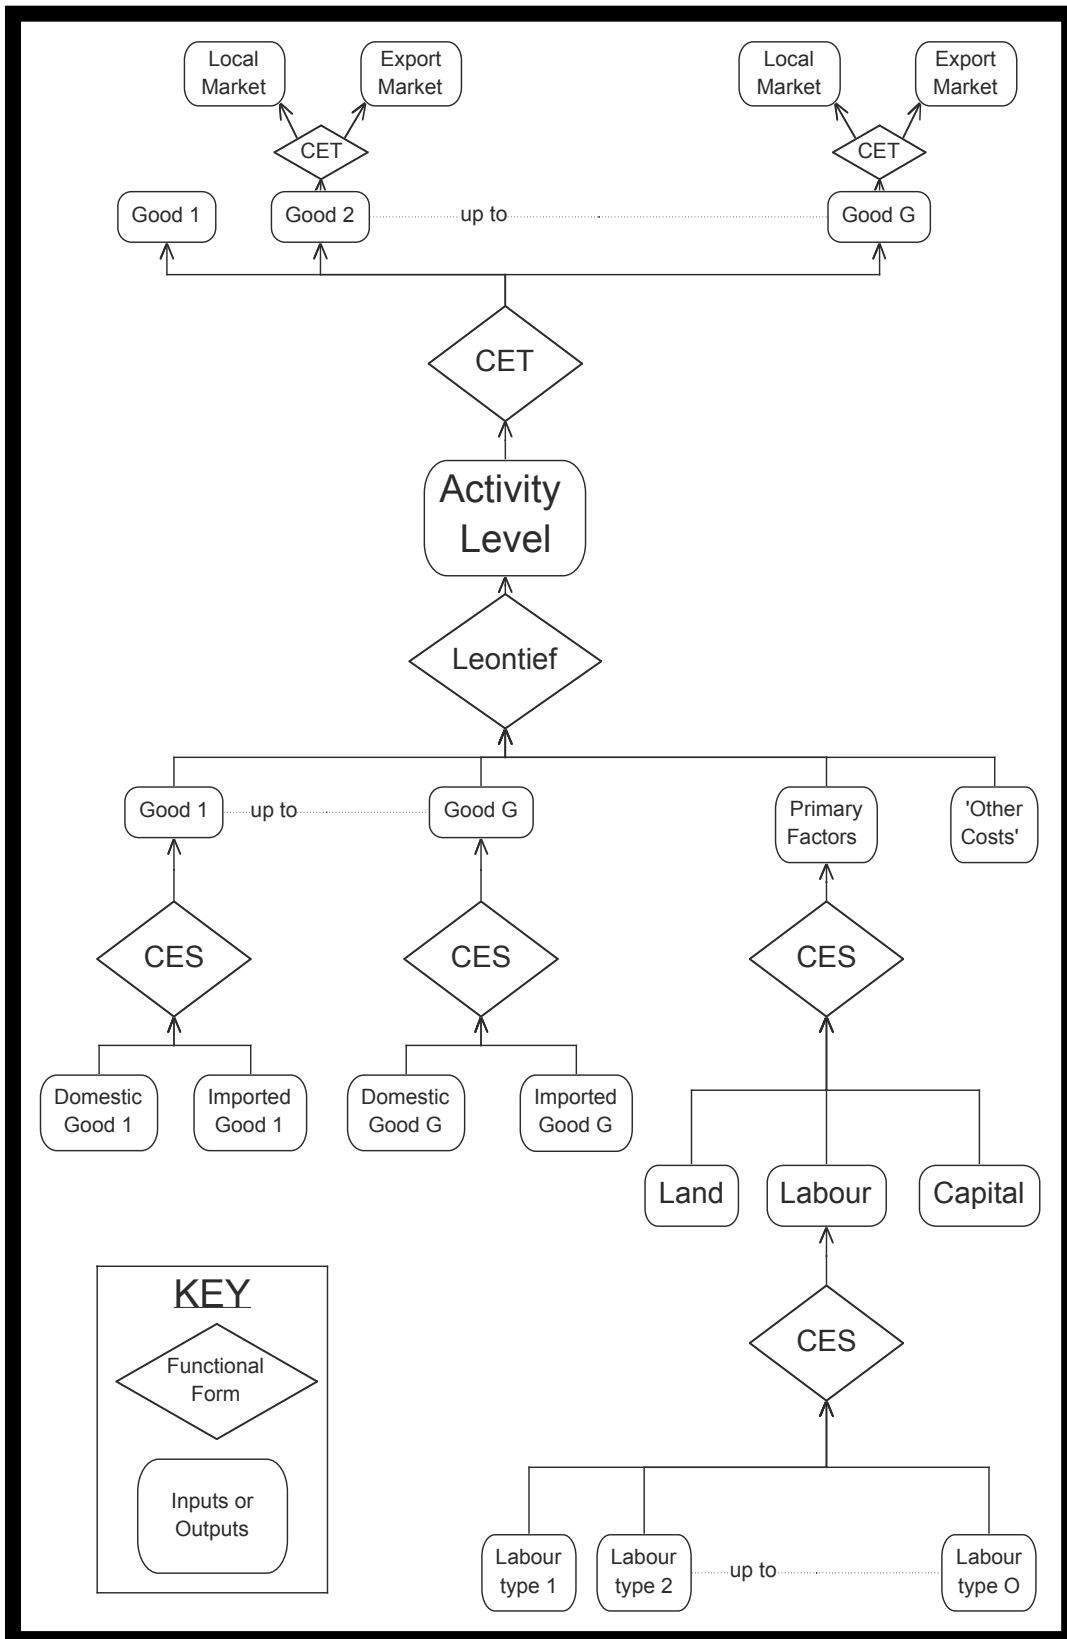 Local
Market
Export
Market
Local
Market
Export
Market
CET
CET
Good 1
Good 2
up to
Good G
CET
Activity
Level
Leontief
Good 1
up to
Good G
Primary
Factors
'Other
Costs'
CES
CES
CES
Domestic
Good 1
Imported
Good 1
Domestic
Good G
Imported
Good G
Land
Labour
Capital
KEY
Functional
Form
Inputs or
Outputs
CES
Labour
type 1
Labour
type 2
up to
Labour
type O